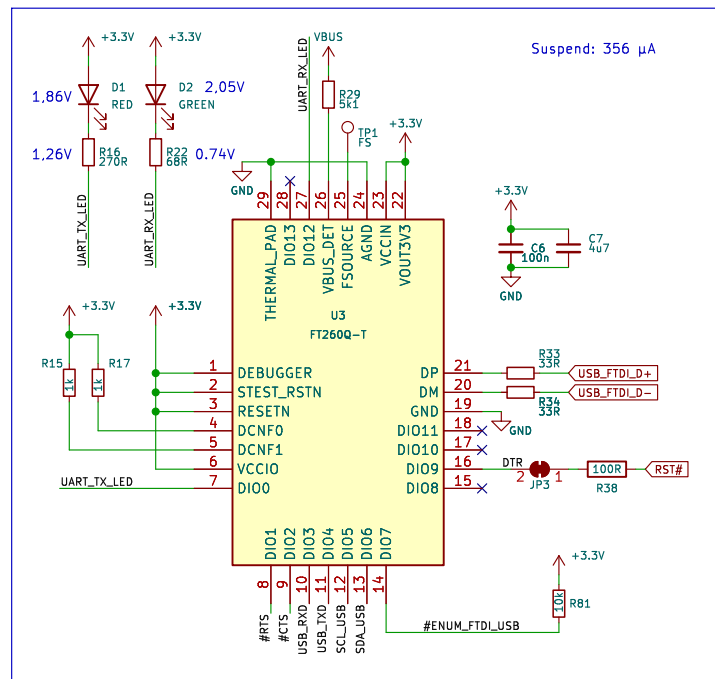 Suspend: 356 µA
+3.3V
+3.3V
VBUS
D1
RED
D2
GREEN
1,86V
2,05V
1,26V
0.74V
R16
270R
R22
68R
UART_TX_LED
UART_RX_LED
UART_RX_LED
R29
5k1
TP1
FS
+3.3V
GND
29
28
27
26
25
24
23
22
THERMAL_PAD
DIO13
DIO12
VBUS_DET
FSOURCE
AGND
VCCIN
VOUT3V3
+3.3V
C6
100n
C7
4u7
GND
U3
FT260Q-T
+3.3V
+3.3V
R15
1k
R17
1k
1 DEBUGGER
2 STEST_RSTN
3 RESETN
4 DCNF0
5 DCNF1
6 VCCIO
7 DIO0
UART_TX_LED
DP 21
DM 20
GND 19
DIO11 18
DIO10 17
DIO9 16
DIO8 15
R33
33R
USB_FTDI_D+
R34
33R
USB_FTDI_D-
GND
DTR
2
1
JP3
100R
R38
RST#
DIO1
DIO2
DIO3
DIO4
DIO5
DIO6
DIO7
8
9
10
11
12
13
14
#RTS
#CTS
USB_RXD
USB_TXD
SCL_USB
SDA_USB
#ENUM_FTDI_USB
+3.3V
10k
R81